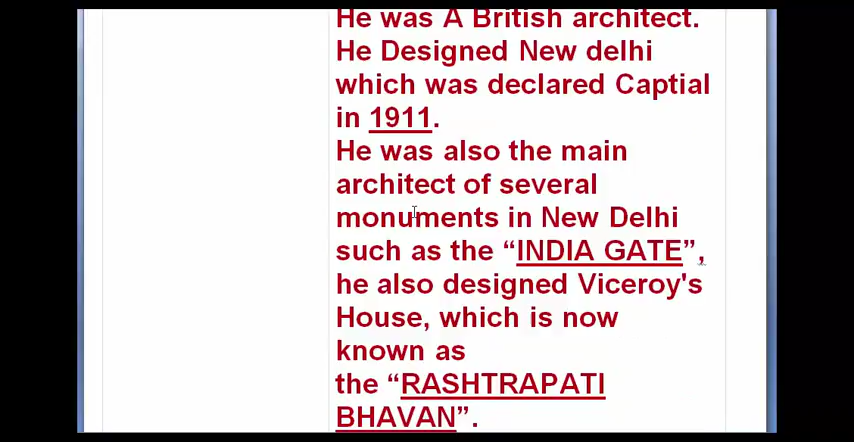 He was A British architect.
He Designed New delhi
which was declared Captial
in 1911.
He was also the main
architect of several
monuments in New Delhi
such as the “INDIA GATE”,
he also designed Viceroy's
House, which is now
known as
the “RASHTRAPATI
BHAVAN”.